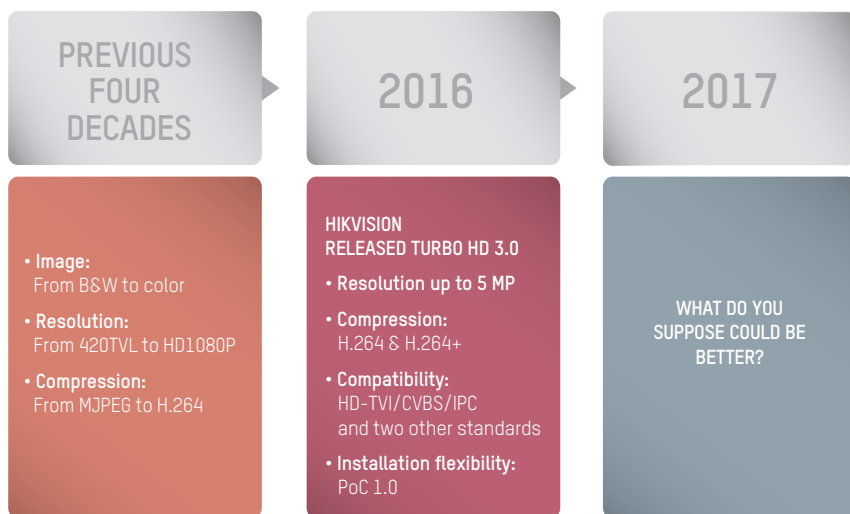 PREVIOUS
FOUR
DECADES
2016
2017
• Image:
From B&W to color
• Resolution:
From 420TVL to HD1080P
• Compression:
From MJPEG to H.264
HIKVISION
RELEASED TURBO HD 3.0
• Resolution up to 5 MP
• Compression:
H.264 & H.264+
• Compatibility:
HD-TVI/CVBS/IPC
and two other standards
• Installation flexibility:
PoC 1.0
WHAT DO YOU
SUPPOSE COULD BE
BETTER?